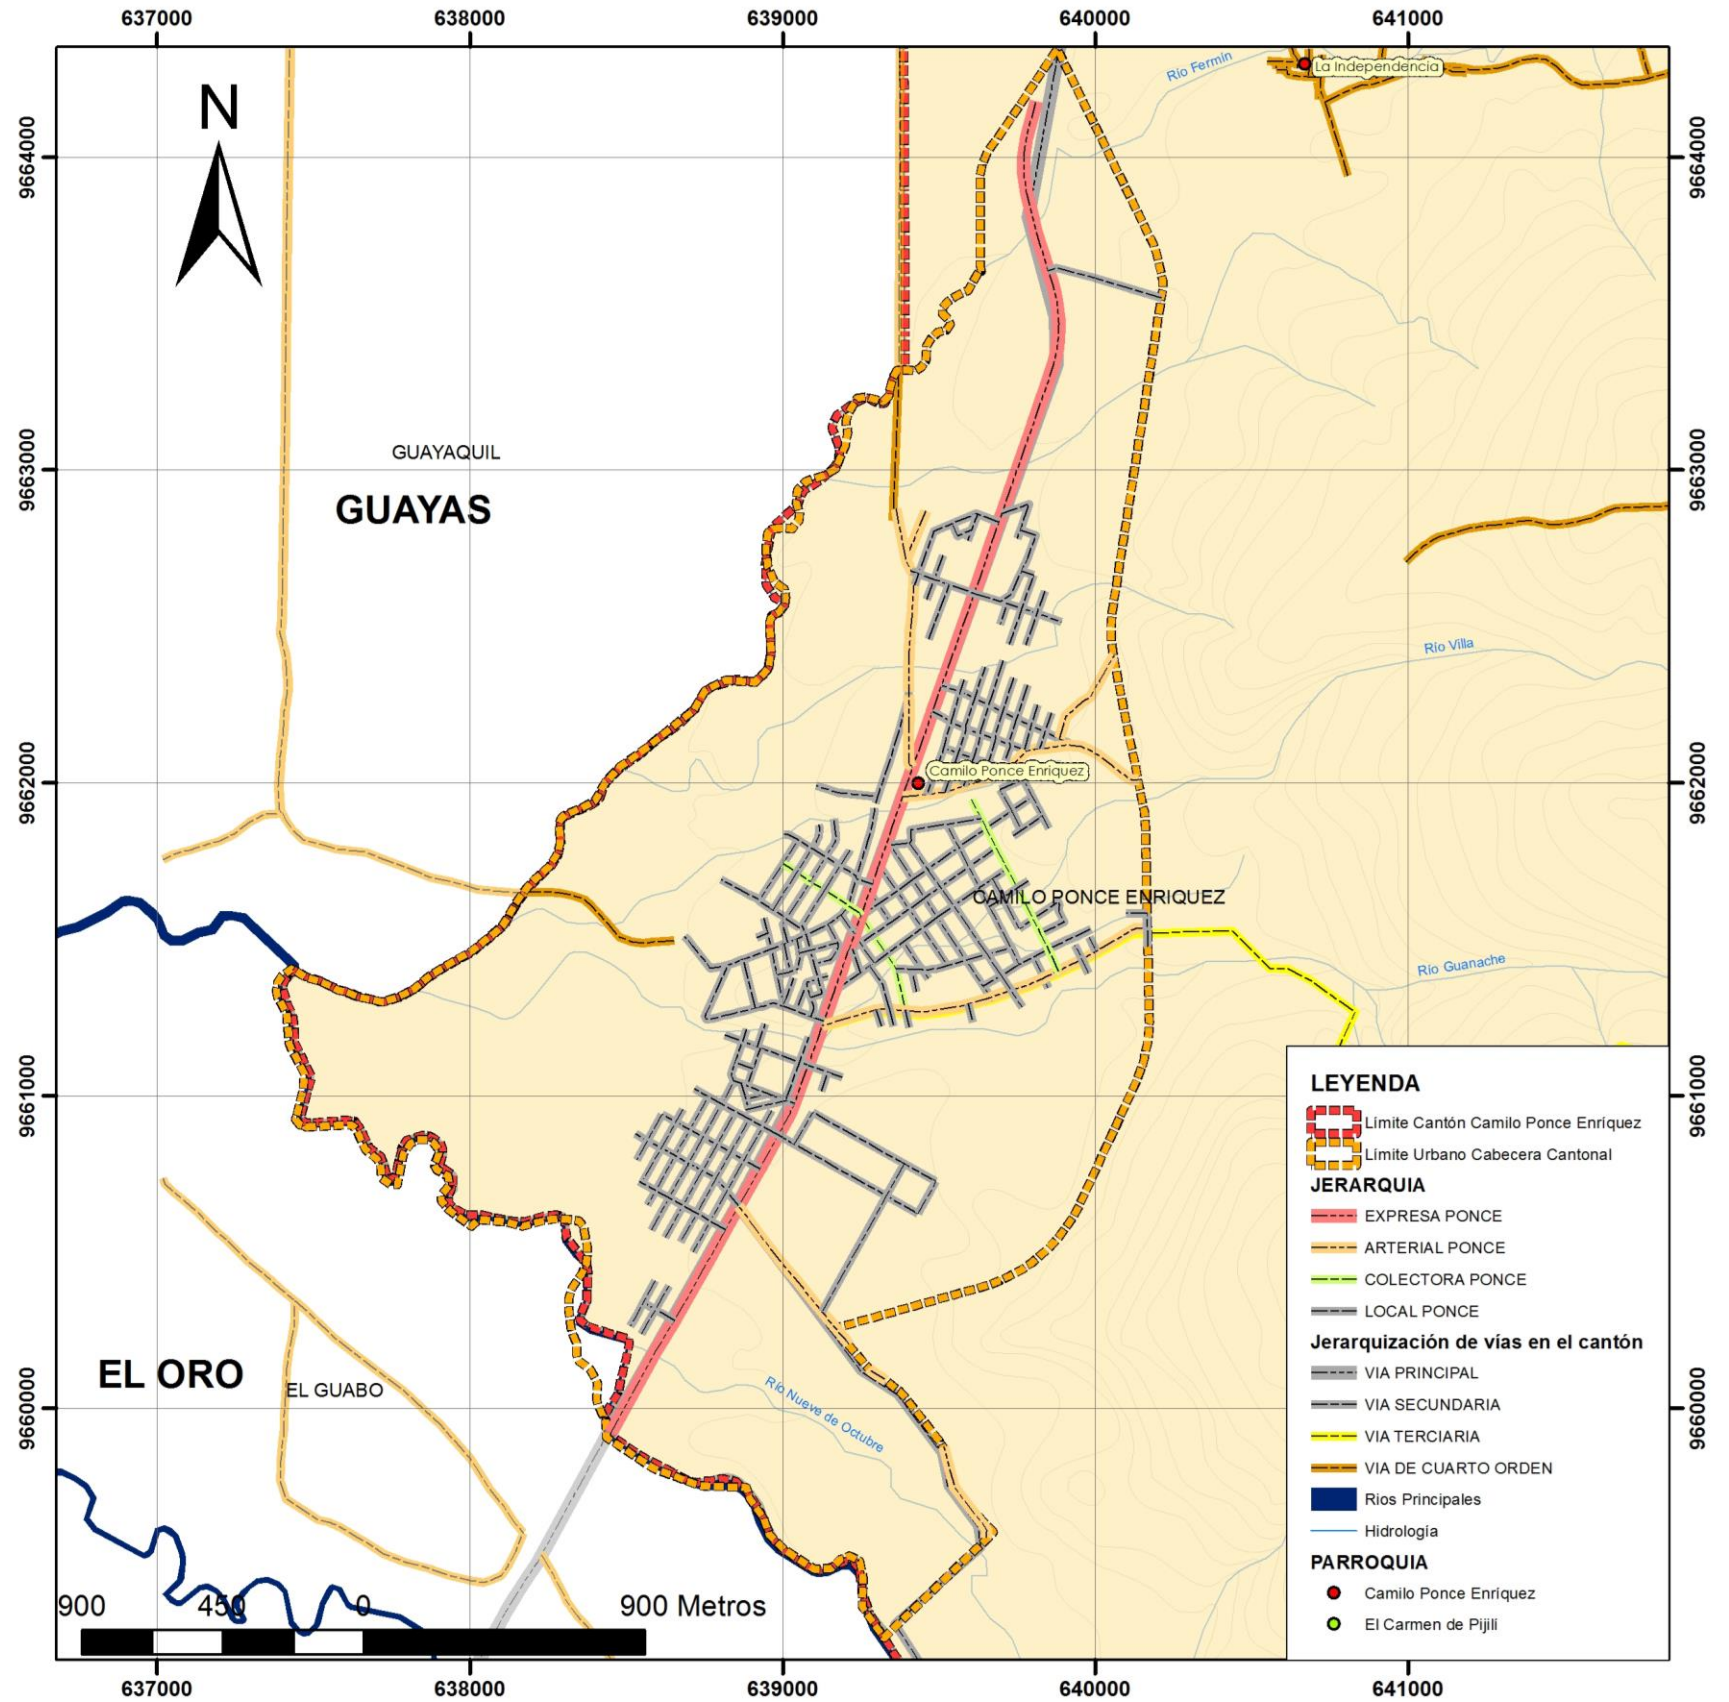 637000 638000 639000 640000 641000
Río Fermín
La Independencia
N
9664000 9664000
GUAYAQUIL
9663000 9663000
GUAYAS
Río Villa
Camilo Ponce Enríquez
9662000 9662000
CAMILO PONCE ENRIQUEZ
Río Guanache
9661000 9661000
LEYENDA
Límite Cantón Camilo Ponce Enríquez
Límite Urbano Cabecera Cantonal
JERARQUIA
EXPRESA PONCE
ARTERIAL PONCE
COLECTORA PONCE
LOCAL PONCE
Jerarquización de vías en el cantón
VIA PRINCIPAL
VIA SECUNDARIA
VIA TERCIARIA
VIA DE CUARTO ORDEN
Rios Principales
Hidrología
PARROQUIA
Camilo Ponce Enríquez
El Carmen de Pijilí
EL ORO
EL GUABO
Río Nueve de Octubre
9660000 9660000
900 450 0 900 Metros
637000 638000 639000 640000 641000